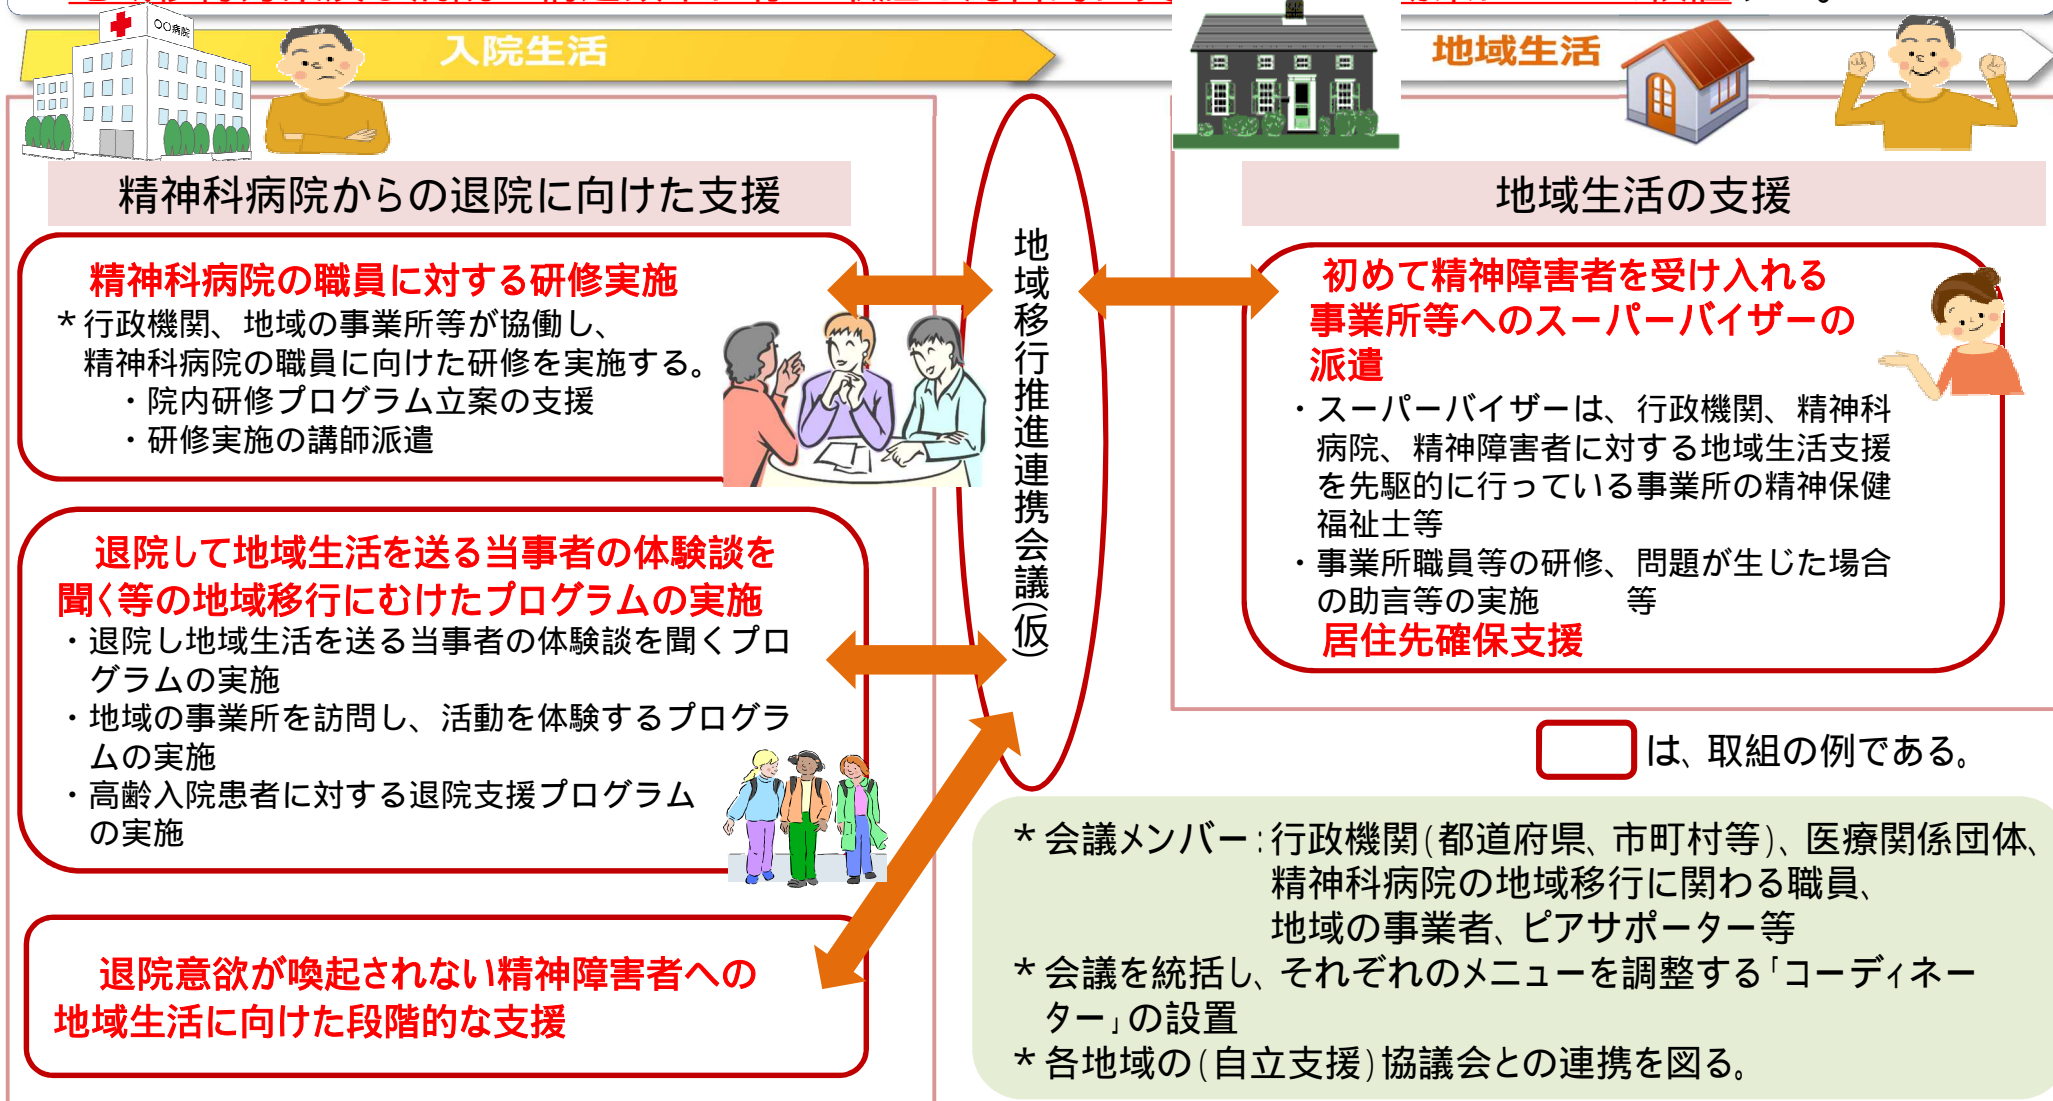 〇〇病院
入院生活
地域生活
精神科病院からの退院に向けた支援
精神科病院の職員に対する研修実施
*行政機関、地域の事業所等が協働し、
精神科病院の職員に向けた研修を実施する。
・院内研修プログラム立案の支援
・研修実施の講師派遣
退院して地域生活を送る当事者の体験談を
聞く等の地域移行にむけたプログラムの実施
・退院し地域生活を送る当事者の体験談を聞くプロ
グラムの実施
・地域の事業所を訪問し、活動を体験するプログラ
ムの実施
・高齢入院患者に対する退院支援プログラム
の実施
退院意欲が喚起されない精神障害者への
地域生活に向けた段階的な支援
地域移行推進連携会議(仮)
地域生活の支援
初めて精神障害者を受け入れる
事業所等へのスーパーバイザーの
派遣
・スーパーバイザーは、行政機関、精神科
病院、精神障害者に対する地域生活支援
を先駆的に行っている事業所の精神保健
福祉士等
・事業所職員等の研修、問題が生じた場合
の助言等の実施 等
居住先確保支援
は、取組の例である。
*会議メンバー:行政機関(都道府県、市町村等)、医療関係団体、
精神科病院の地域移行に関わる職員、
地域の事業者、ピアサポーター等
*会議を統括し、それぞれのメニューを調整する「コーディネー
ター」の設置
*各地域の(自立支援)協議会との連携を図る。